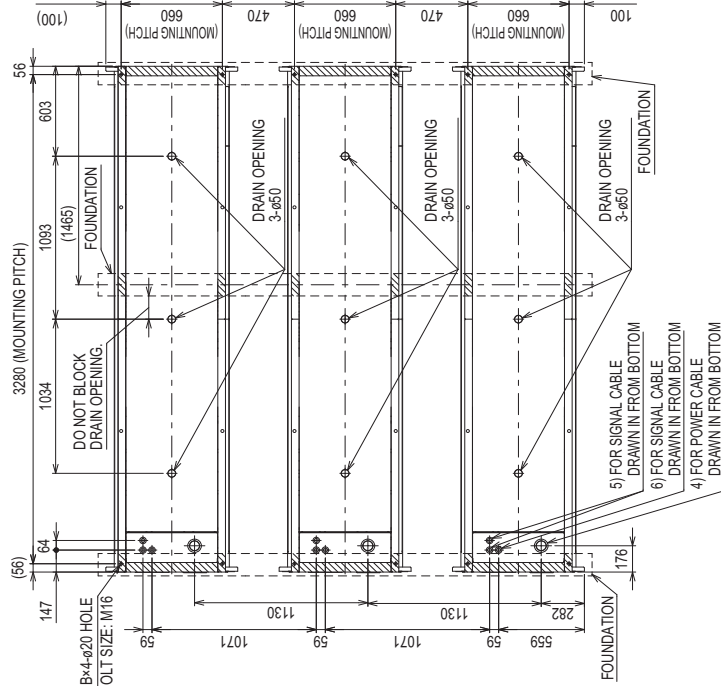 (100)
660
(MOUNTING PITCH)
470
660
(MOUNTING PITCH)
470
660
(MOUNTING PITCH)
100
56
603
1093
(1465)
FOUNDATION
3280 (MOUNTING PITCH)
DO NOT BLOCK
DRAIN OPENING.
1034
64
(56)
147
B×4-ø20 HOLE
OLT SIZE: M16
DRAIN OPENING
3-ø50
DRAIN OPENING
3-ø50
DRAIN OPENING
3-ø50
FOUNDATION
5) FOR SIGNAL CABLE
DRAWN IN FROM BOTTOM
6) FOR SIGNAL CABLE
DRAWN IN FROM BOTTOM
4) FOR POWER CABLE
DRAWN IN FROM BOTTOM
176
1130
1130
282
59
1071
59
1071
59
559
FOUNDATION